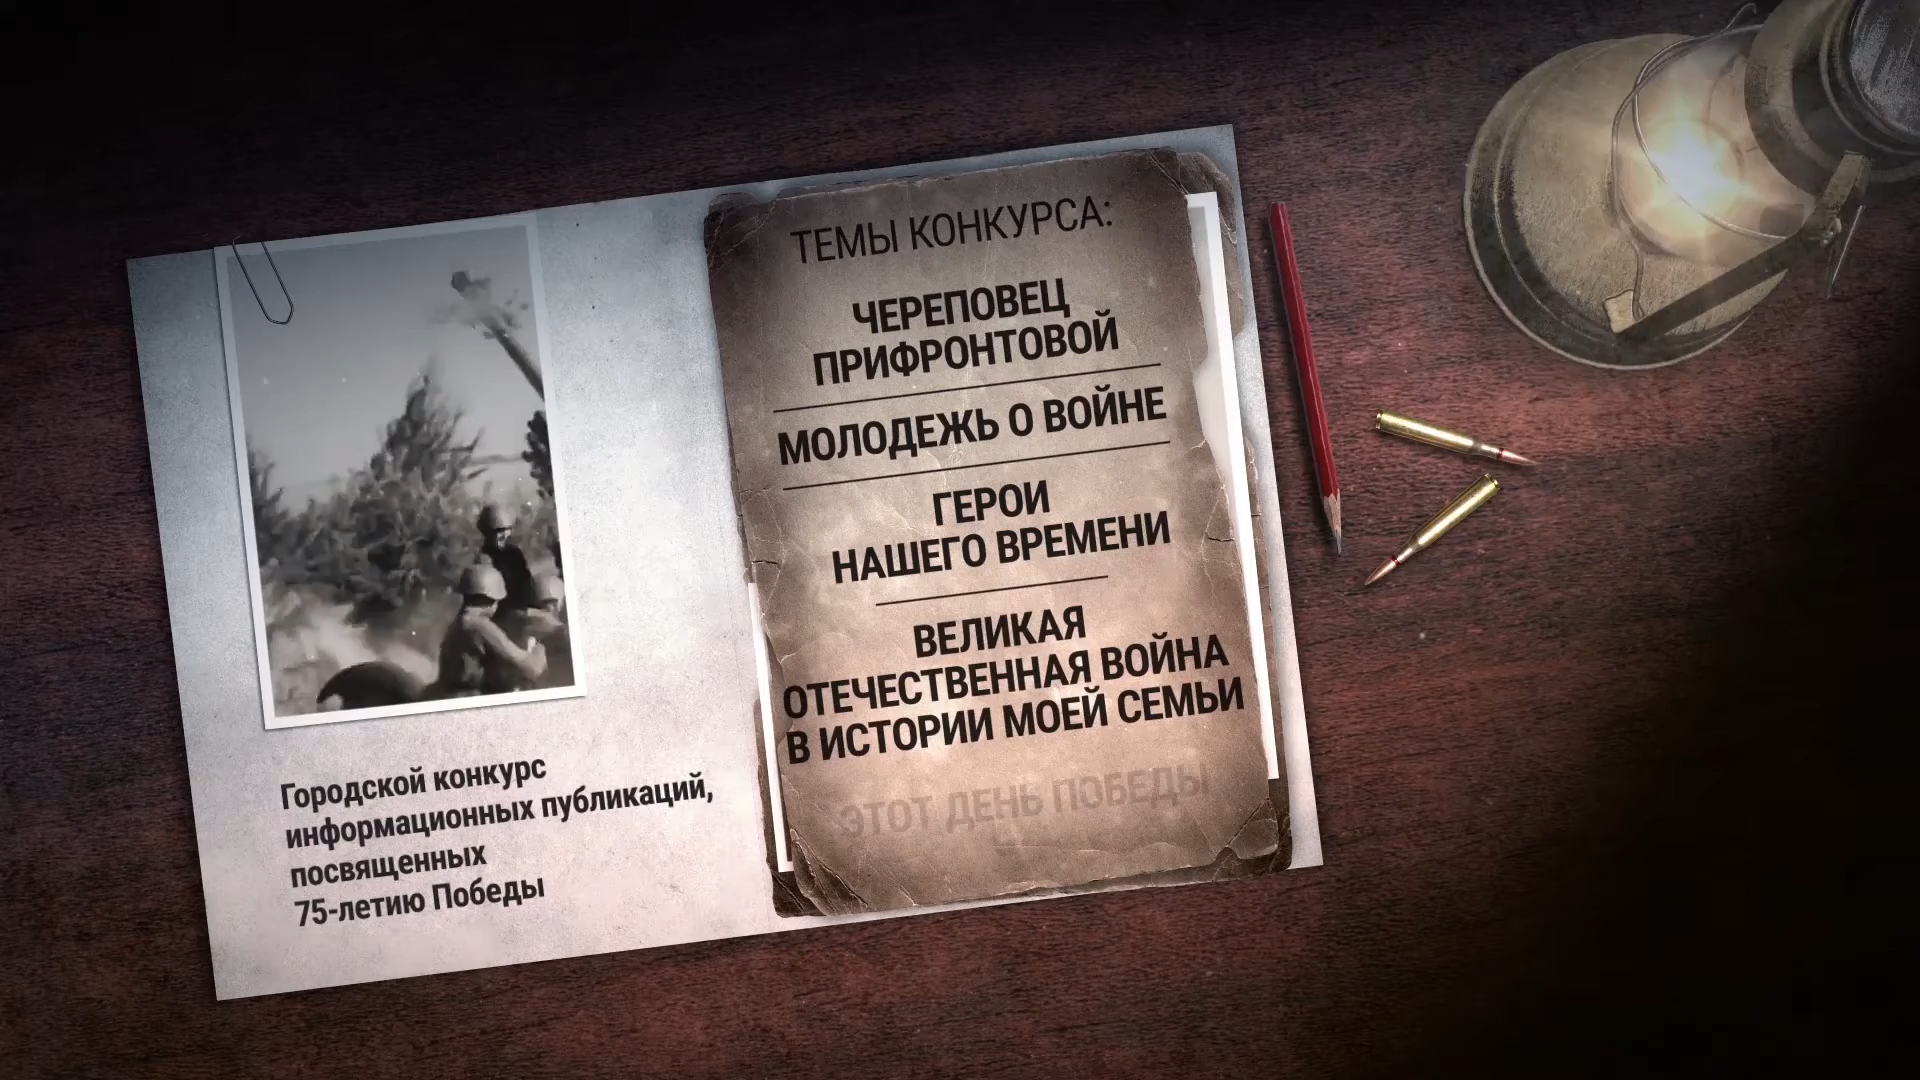 Городской конкурс
информационных публикаций,
посвященных
75-летию Победы
ТЕМЫ КОНКУРСА:
ЧЕРЕПОВЕЦ
ПРИФРОНТОВОЙ
МОЛОДЕЖЬ О ВОЙНЕ
ГЕРОИ
НАШЕГО ВРЕМЕНИ
ВЕЛИКАЯ
ОТЕЧЕСТВЕННАЯ ВОЙНА
В ИСТОРИИ МОЕЙ СЕМЬИ
ЭТОТ ДЕНЬ ПОБЕДЫ